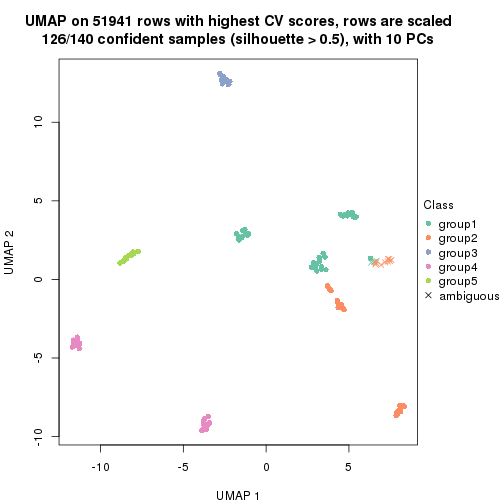 UMAP on 51941 rows with highest CV scores, rows are scaled
126/140 confident samples (silhouette > 0.5), with 10 PCs
10
5
0
-5
-10
UMAP 2
-10
-5
0
5
UMAP 1
Class
group1
group2
group3
group4
group5
ambiguous